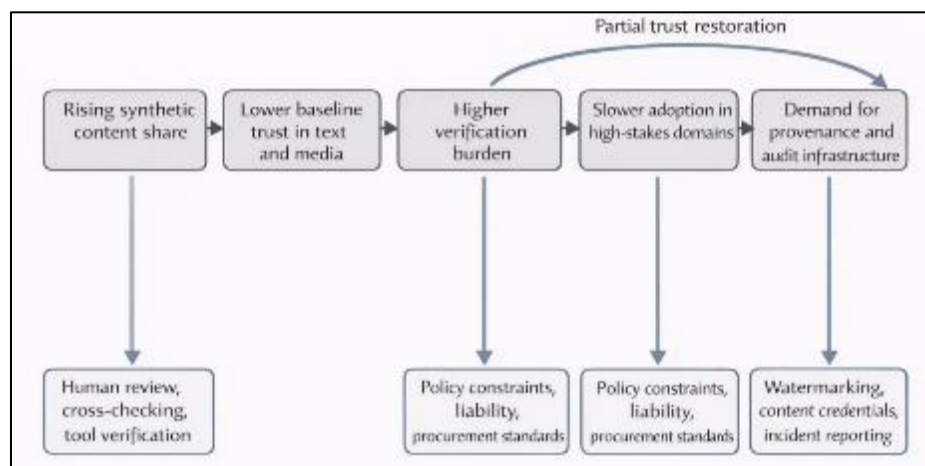 Partial trust restoration
Rising synthetic
content share
Lower baseline
trust in text
and media
Higher
verification
burden
Slower adoption in
high-stakes domains
Demand for
provenance and
audit infrastructure
Human review,
cross-checking,
tool verification
Policy constraints,
liability,
procurement standards
Policy constraints,
liability,
procurement standards
Watermarking,
content credentials,
incident reporting